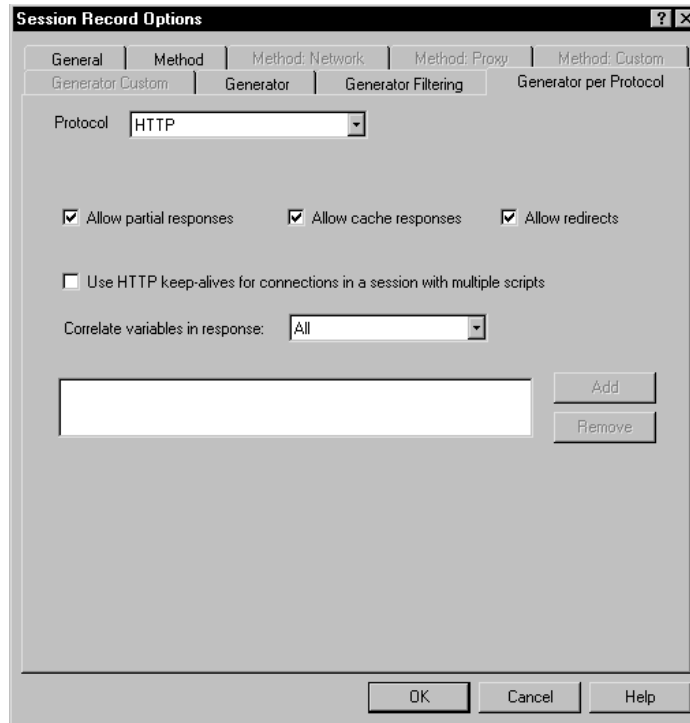 Session Record Options
General Method Method: Network Method: Proxy Method: Custom
Generator Custom Generator Generator Filtering Generator per Protocol
Protocol HTTP
Allow partial responses Allow cache responses Allow redirects
Use HTTP keep-alives for connections in a session with multiple scripts
Correlate variables in response: All
Add
Remove
OK Cancel Help